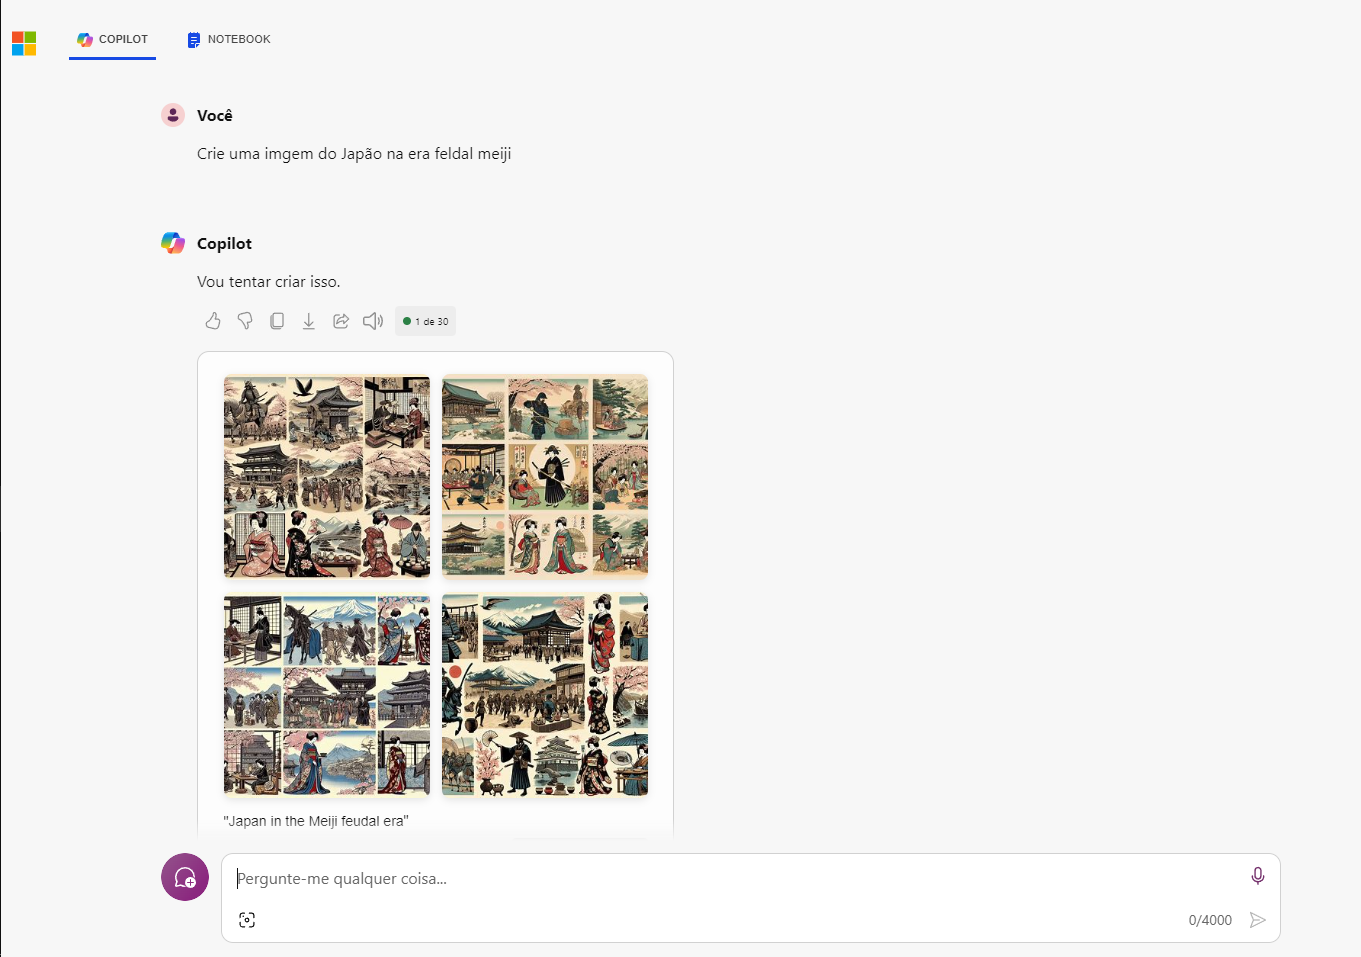 COPILOT
NOTEBOOK
Você
Crie uma imgem do Japão na era feldal meiji
Copilot
Vou tentar criar isso.
1 de 30
"Japan in the Meiji feudal era"
Pergunte-me qualquer coisa...
0/4000